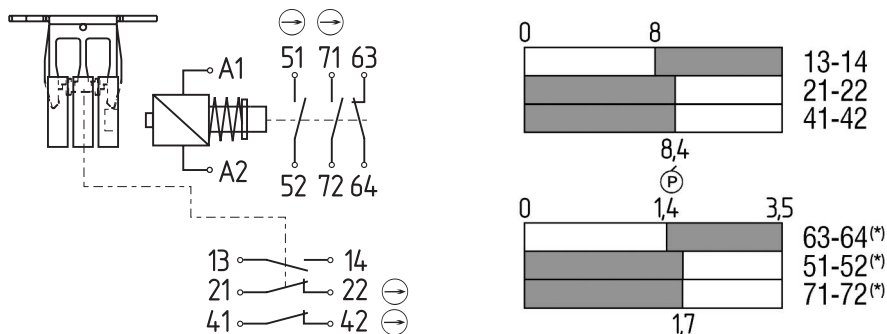 51 71 63
A1
A2
52 72 64
13 14
21 22
41 42
0 8
13-14
21-22
41-42
8,4
P
0 1,4 3,5
63-64(*)
51-52(*)
71-72(*)
1,7